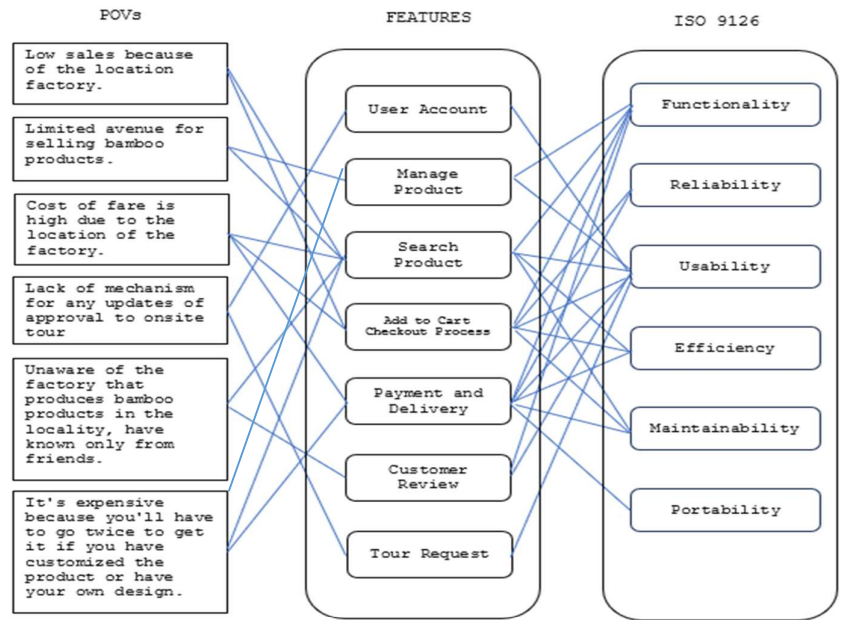 POVs
FEATURES
ISO 9126
Low sales because
of the location
factory.
Limited avenue for
selling bamboo
products.
Cost of fare is
high due to the
location of the
factory.
Lack of mechanism
for any updates of
approval to onsite
tour
Unaware of the
factory that
produces bamboo
products in the
locality, have
known only from
friends.
It's expensive
because you'll have
to go twice to get
it if you have
customized the
product or have
your own design.
User Account
Manage
Product
Search
Product
Add to Cart
Checkout Process
Payment and
Delivery
Customer
Review
Tour Request
Functionality
Reliability
Usability
Efficiency
Maintainability
Portability